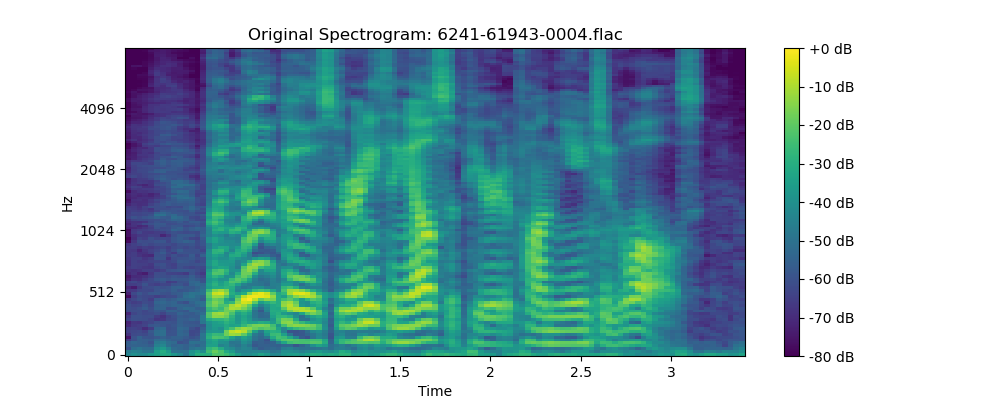 Original Spectrogram: 6241-61943-0004.flac
+0 dB
-10 dB
-20 dB
-30 dB
-40 dB
-50 dB
-60 dB
-70 dB
-80 dB
Hz
4096
2048
1024
512
0
0 0.5 1 1.5 2 2.5 3
Time